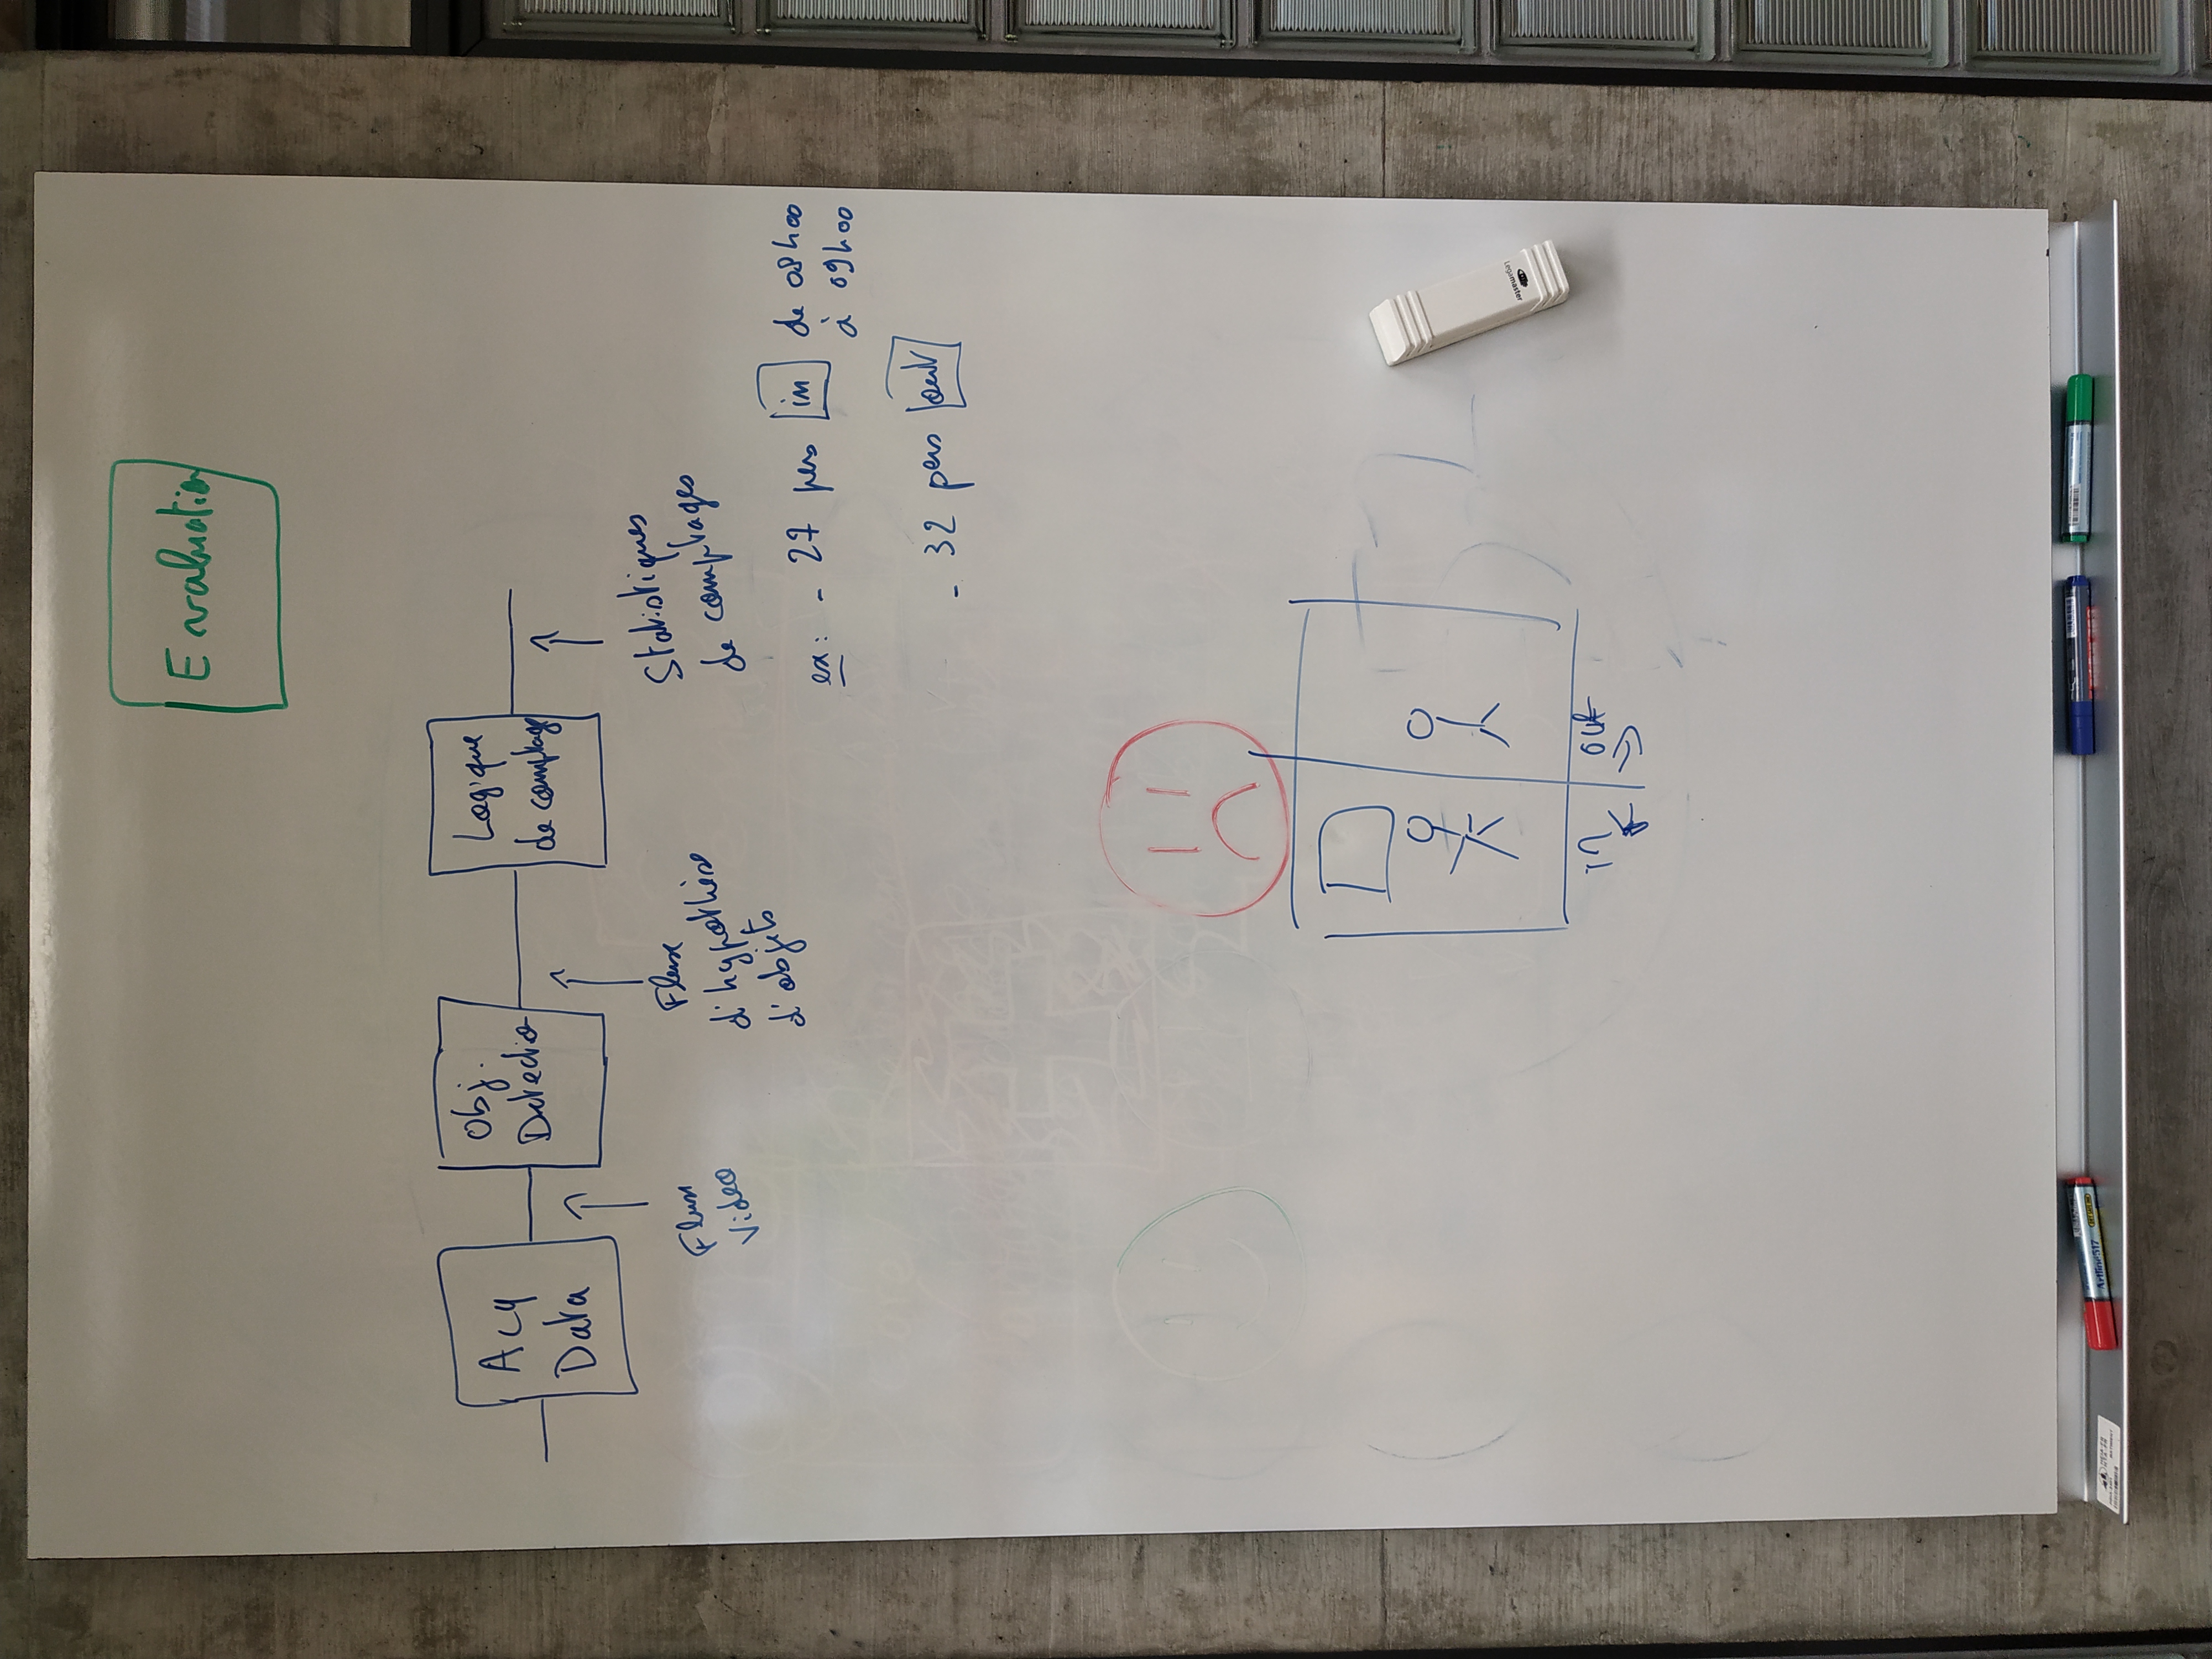 Evaluation
Acq
Data
Obj.
Detection
Logique
de comptage
Flux
Video
Flux
d'hypothèse
d'objets
Statistiques
de comptages
ex: - 27 pers in de 08h00
à 09h00
- 32 pers out
in
out
Legamaster
Artline 517